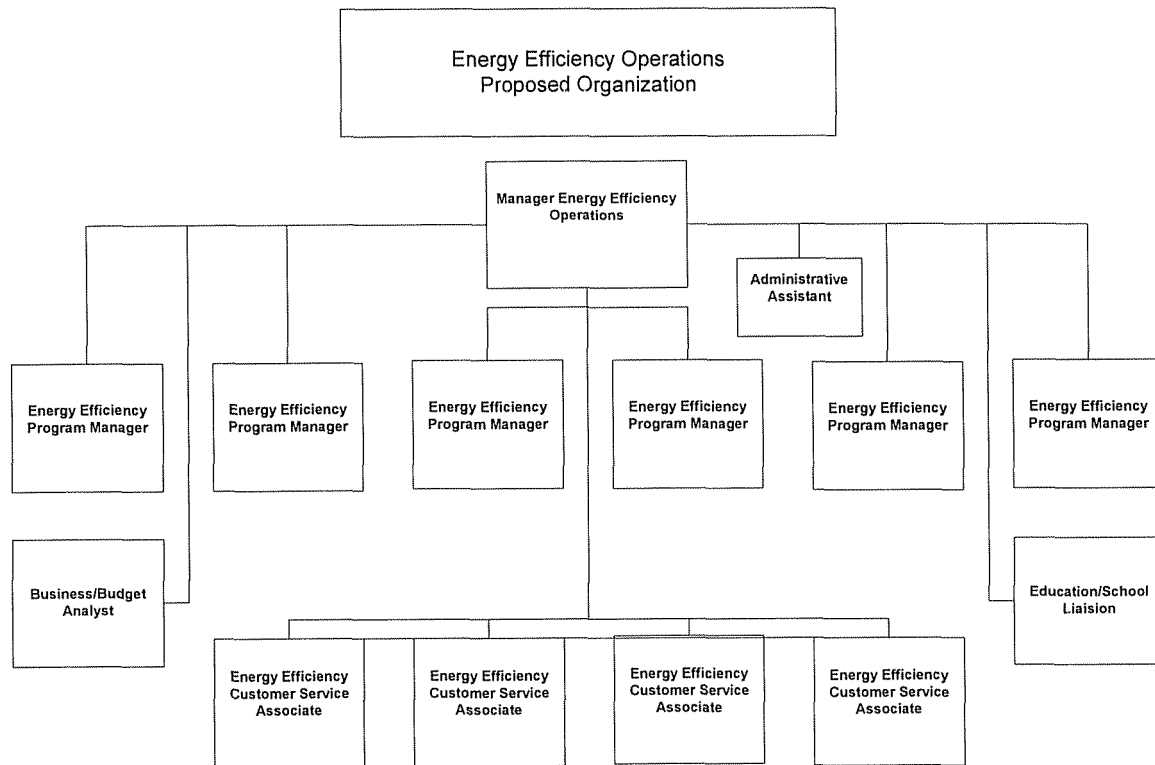 Energy Efficiency Operations
Proposed Organization
Manager Energy Efficiency
Operations
Administrative
Assistant
Energy Efficiency
Program Manager
Energy Efficiency
Program Manager
Energy Efficiency
Program Manager
Energy Efficiency
Program Manager
Energy Efficiency
Program Manager
Energy Efficiency
Program Manager
Business/Budget
Analyst
Education/School
Liaision
Energy Efficiency
Customer Service
Associate
Energy Efficiency
Customer Service
Associate
Energy Efficiency
Customer Service
Associate
Energy Efficiency
Customer Service
Associate